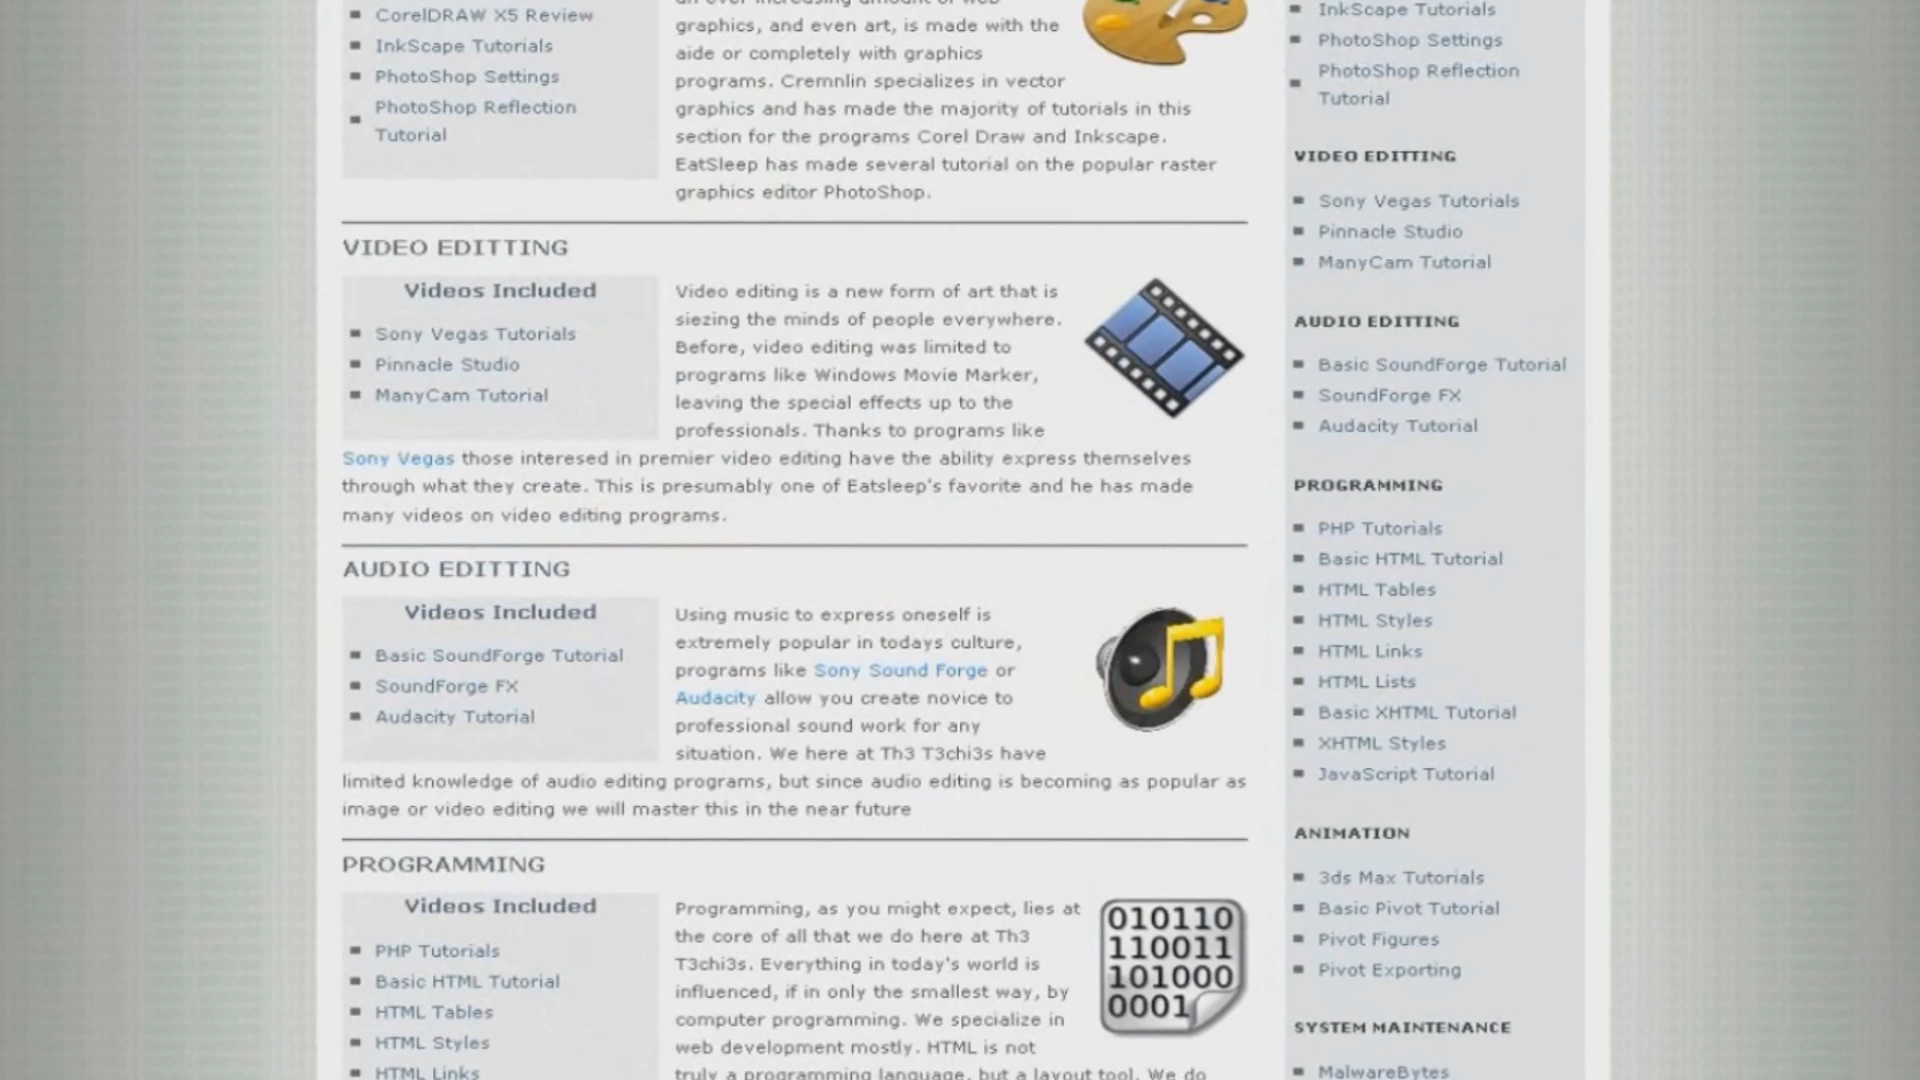 CorelDRAW X5 Review
InkScape Tutorials
PhotoShop Settings
PhotoShop Reflection
Tutorial
graphics, and even art, is made with the
aide or completely with graphics
programs. Cremnlin specializes in vector
graphics and has made the majority of tutorials in this
section for the programs Corel Draw and Inkscape.
EatSleep has made several tutorial on the popular raster
graphics editor PhotoShop.
VIDEO EDITTING
Videos Included
Sony Vegas Tutorials
Pinnacle Studio
ManyCam Tutorial
Video editing is a new form of art that is
siezing the minds of people everywhere.
Before, video editing was limited to
programs like Windows Movie Marker,
leaving the special effects up to the
professionals. Thanks to programs like
Sony Vegas those interesed in premier video editing have the ability express themselves
through what they create. This is presumably one of Eatsleep's favorite and he has made
many videos on video editing programs.
AUDIO EDITTING
Videos Included
Basic SoundForge Tutorial
SoundForge FX
Audacity Tutorial
Using music to express oneself is
extremely popular in todays culture,
programs like Sony Sound Forge or
Audacity allow you create novice to
professional sound work for any
situation. We here at Th3 T3chi3s have
limited knowledge of audio editing programs, but since audio editing is becoming as popular as
image or video editing we will master this in the near future
PROGRAMMING
Videos Included
PHP Tutorials
Basic HTML Tutorial
HTML Tables
HTML Styles
HTML Links
Programming, as you might expect, lies at
the core of all that we do here at Th3
T3chi3s. Everything in today's world is
influenced, if in only the smallest way, by
computer programming. We specialize in
web development mostly. HTML is not
truly a programming language, but a layout tool. We do
010110
110011
101000
0001
InkScape Tutorials
PhotoShop Settings
PhotoShop Reflection
Tutorial
VIDEO EDITTING
Sony Vegas Tutorials
Pinnacle Studio
ManyCam Tutorial
AUDIO EDITTING
Basic SoundForge Tutorial
SoundForge FX
Audacity Tutorial
PROGRAMMING
PHP Tutorials
Basic HTML Tutorial
HTML Tables
HTML Styles
HTML Links
HTML Lists
Basic XHTML Tutorial
XHTML Styles
JavaScript Tutorial
ANIMATION
3ds Max Tutorials
Basic Pivot Tutorial
Pivot Figures
Pivot Exporting
SYSTEM MAINTENANCE
MalwareBytes